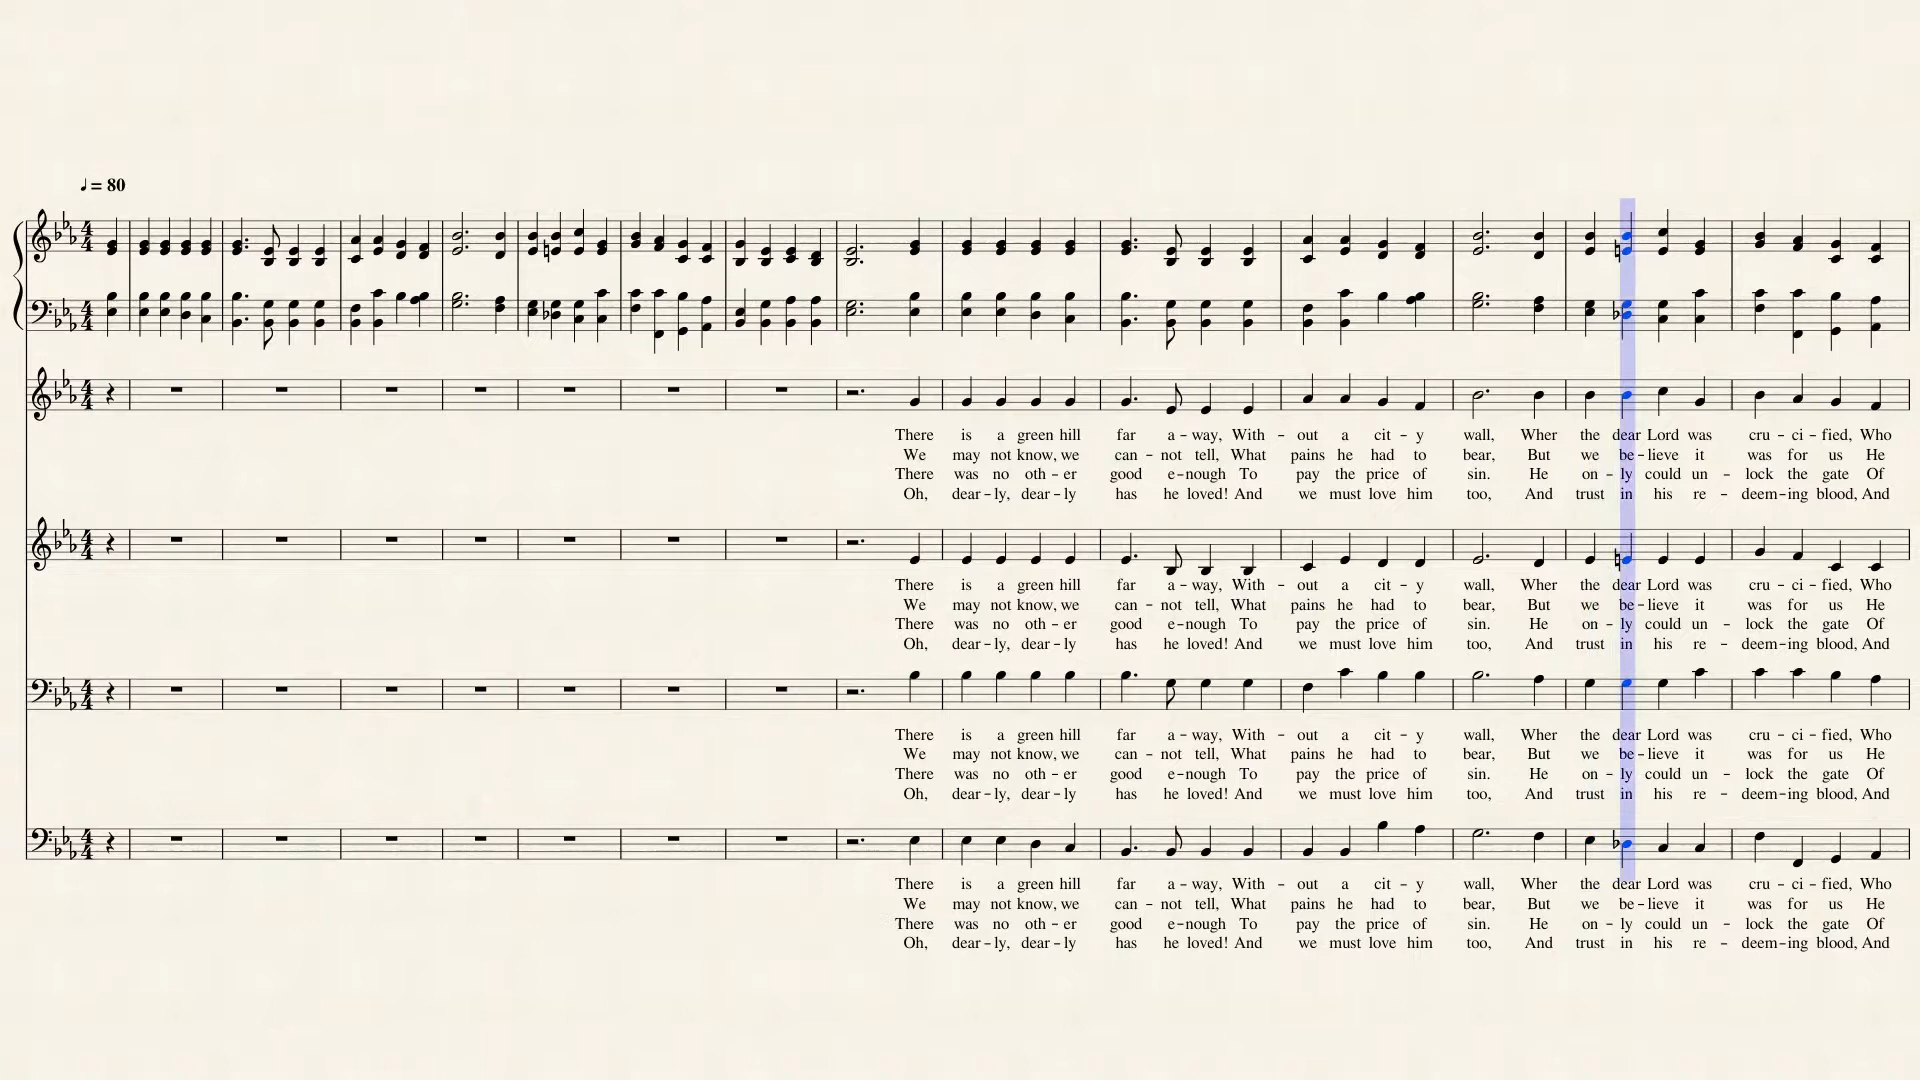 ♩ = 80
There is a green hill far a – way, With – out a cit – y wall, Wher the dear Lord was cru – ci – fied, Who
We may not know, we can – not tell, What pains he had to bear, But we be – lieve it was for us He
There was no oth – er good e – nough To pay the price of sin. He on – ly could un – lock the gate Of
Oh, dear – ly, dear – ly has he loved! And we must love him too, And trust in his re – deem – ing blood, And
There is a green hill far a – way, With – out a cit – y wall, Wher the dear Lord was cru – ci – fied, Who
We may not know, we can – not tell, What pains he had to bear, But we be – lieve it was for us He
There was no oth – er good e – nough To pay the price of sin. He on – ly could un – lock the gate Of
Oh, dear – ly, dear – ly has he loved! And we must love him too, And trust in his re – deem – ing blood, And
There is a green hill far a – way, With – out a cit – y wall, Wher the dear Lord was cru – ci – fied, Who
We may not know, we can – not tell, What pains he had to bear, But we be – lieve it was for us He
There was no oth – er good e – nough To pay the price of sin. He on – ly could un – lock the gate Of
Oh, dear – ly, dear – ly has he loved! And we must love him too, And trust in his re – deem – ing blood, And
There is a green hill far a – way, With – out a cit – y wall, Wher the dear Lord was cru – ci – fied, Who
We may not know, we can – not tell, What pains he had to bear, But we be – lieve it was for us He
There was no oth – er good e – nough To pay the price of sin. He on – ly could un – lock the gate Of
Oh, dear – ly, dear – ly has he loved! And we must love him too, And trust in his re – deem – ing blood, And